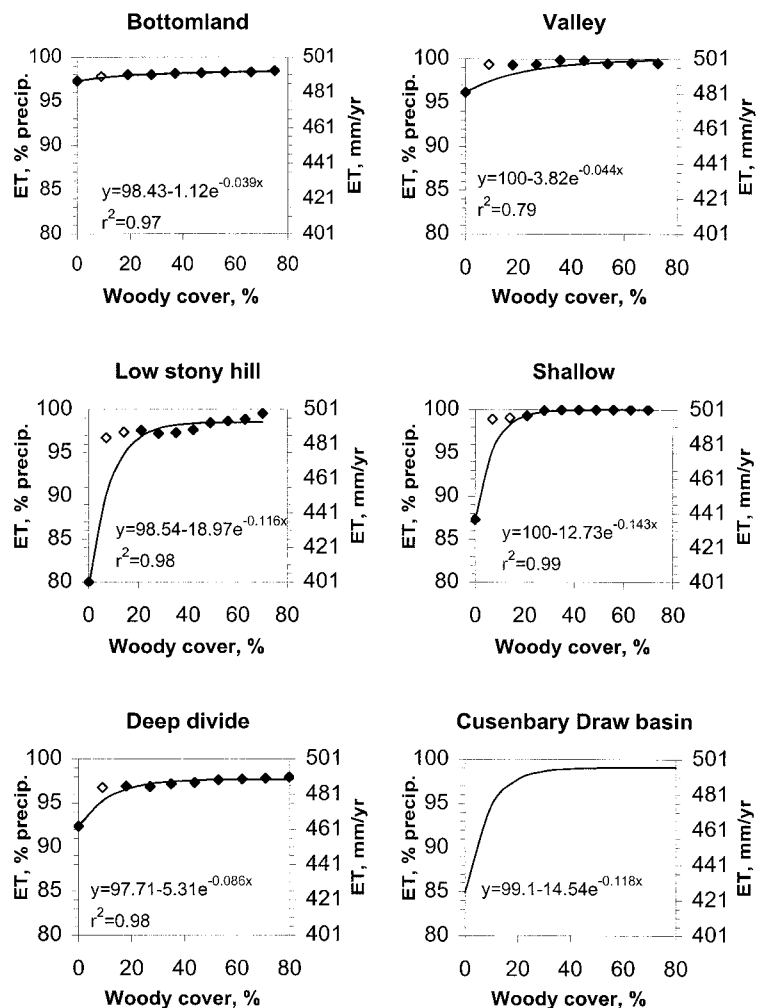 Bottomland
ET, % precip.
100
95
90
85
80
501
481
461
441
421
401
ET, mm/yr
y=98.43-1.12e^-0.039x
r²=0.97
0 20 40 60 80
Woody cover, %
Valley
ET, % precip.
100
95
90
85
80
501
481
461
441
421
401
ET, mm/yr
y=100-3.82e^-0.044x
r²=0.79
0 20 40 60 80
Woody cover, %
Low stony hill
ET, % precip.
100
95
90
85
80
501
481
461
441
421
401
ET, mm/yr
y=98.54-18.97e^-0.116x
r²=0.98
0 20 40 60 80
Woody cover, %
Shallow
ET, % precip.
100
95
90
85
80
501
481
461
441
421
401
ET, mm/yr
y=100-12.73e^-0.143x
r²=0.99
0 20 40 60 80
Woody cover, %
Deep divide
ET, % precip.
100
95
90
85
80
501
481
461
441
421
401
ET, mm/yr
y=97.71-5.31e^-0.086x
r²=0.98
0 20 40 60 80
Woody cover, %
Cusenbary Draw basin
ET, % precip.
100
95
90
85
80
501
481
461
441
421
401
ET, mm/yr
y=99.1-14.54e^-0.118x
0 20 40 60 80
Woody cover, %